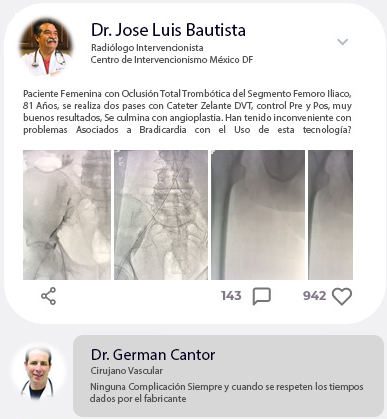 Dr. Jose Luis Bautista
Radiólogo Intervencionista
Centro de Intervencionismo México DF
Paciente Femenina con Oclusión Total Trombótica del Segmento Femoro Iliaco,
81 Años, se realiza dos pases con Cateter Zelante DVT, control Pre y Pos, muy
buenos resultados, Se culmina con angioplastia. Han tenido inconveniente con
problemas Asociados a Bradicardia con el Uso de esta tecnología?
143
942
Dr. German Cantor
Cirujano Vascular
Ninguna Complicación Siempre y cuando se respeten los tiempos
dados por el fabricante